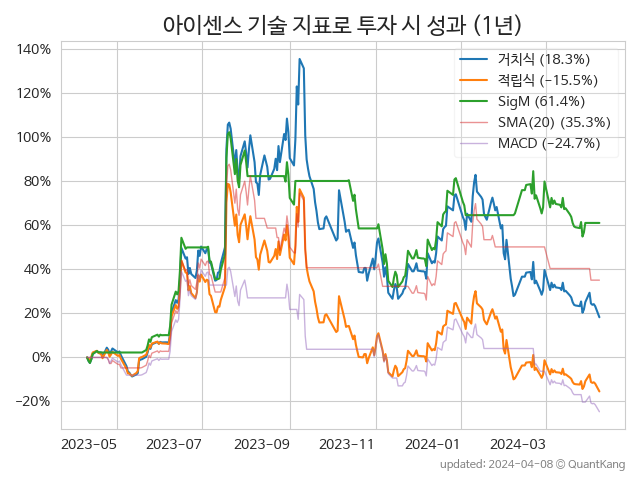 아이센스 기술 지표로 투자 시 성과 (1년)
140%
120%
100%
80%
60%
40%
20%
0%
−20%
거치식 (18.3%)
적립식 (−15.5%)
SigM (61.4%)
SMA(20) (35.3%)
MACD (−24.7%)
2023-05 2023-07 2023-09 2023-11 2024-01 2024-03
updated: 2024-04-08 © QuantKang